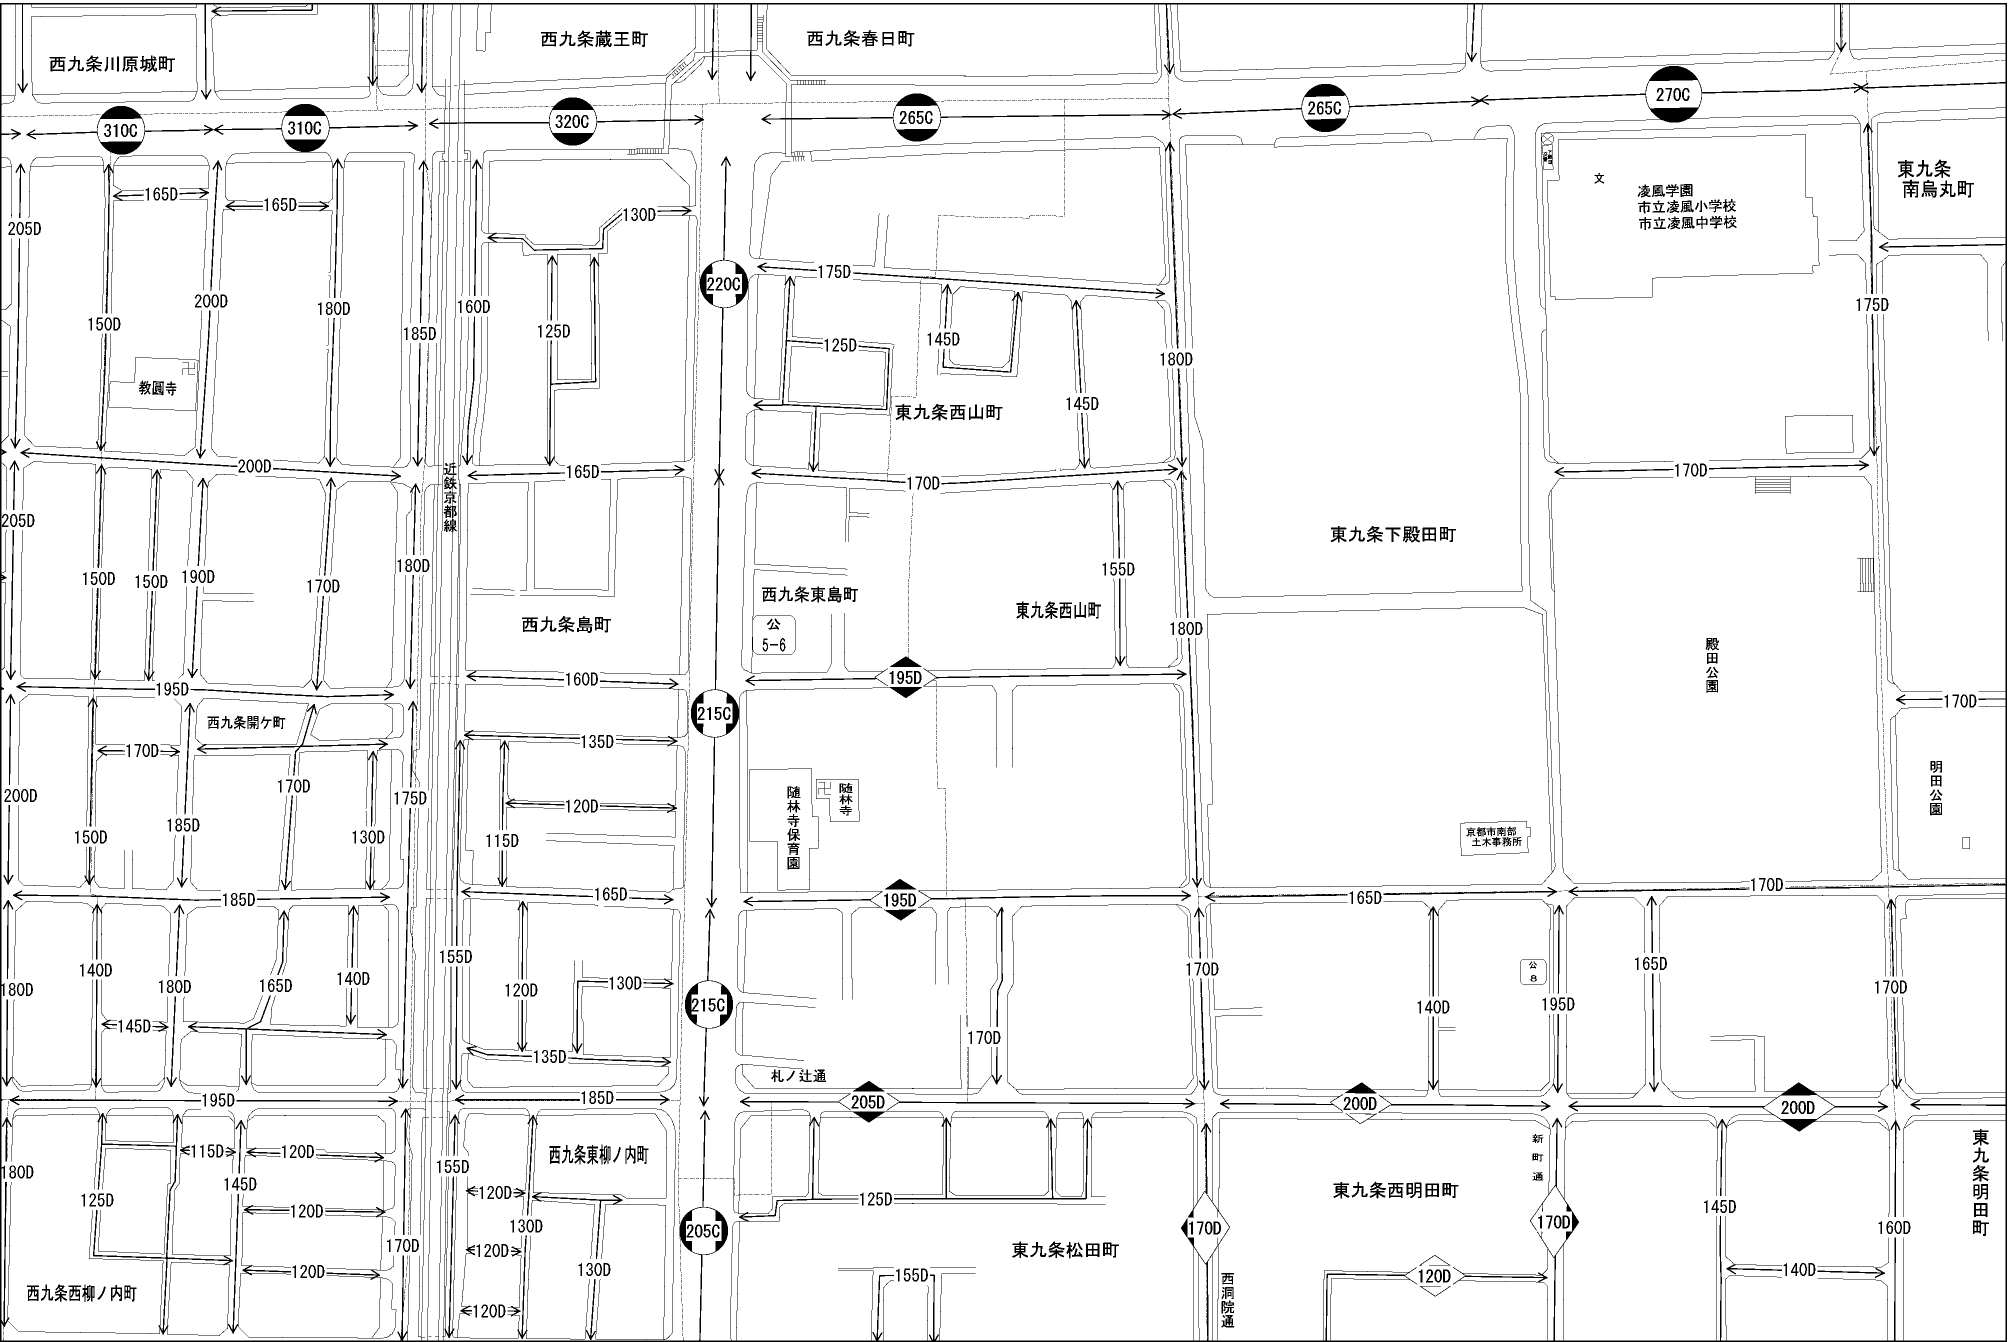 西九条川原城町
西九条蔵王町
西九条春日町
310C
310C
320C
265C
265C
270C
東九条
南烏丸町
文
凌風学園
市立凌風小学校
市立凌風中学校
165D
165D
130D
205D
220C
175D
150D
200D
180D
185D
160D
125D
125D
145D
180D
175D
教圓寺
145D
東九条西山町
200D
165D
170D
170D
近鉄京都線
205D
東九条下殿田町
150D
150D
190D
170D
180D
155D
西九条東島町
西九条島町
公
5-6
東九条西山町
180D
殿田公園
195D
160D
195D
215C
170D
西九条開ケ町
170D
135D
200D
170D
175D
120D
随林寺保育園
随林寺
明田公園
150D
185D
130D
115D
京都市南部
土木事務所
185D
165D
195D
165D
170D
180D
140D
180D
165D
140D
155D
120D
130D
215C
170D
公
8
140D
195D
165D
170D
145D
135D
170D
札ノ辻通
195D
185D
205D
200D
200D
180D
125D
115D
120D
145D
155D
西九条東柳ノ内町
新町通
東九条明田町
120D
120D
130D
125D
東九条西明田町
145D
170D
120D
205C
170D
170D
160D
東九条松田町
120D
130D
155D
120D
140D
西九条西柳ノ内町
120D
西洞院通